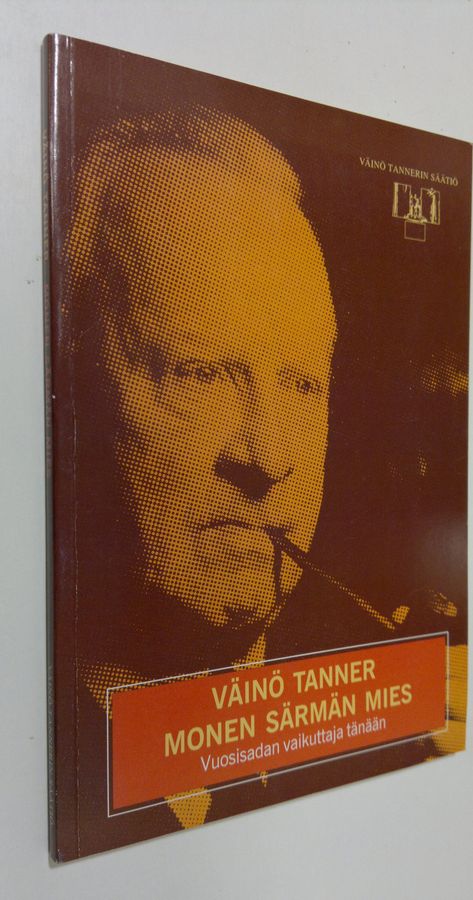 VÄINÖ TANNERIN SÄÄTIÖ
VÄINÖ TANNER
MONEN SÄRMÄN MIES
Vuosisadan vaikuttaja tänään